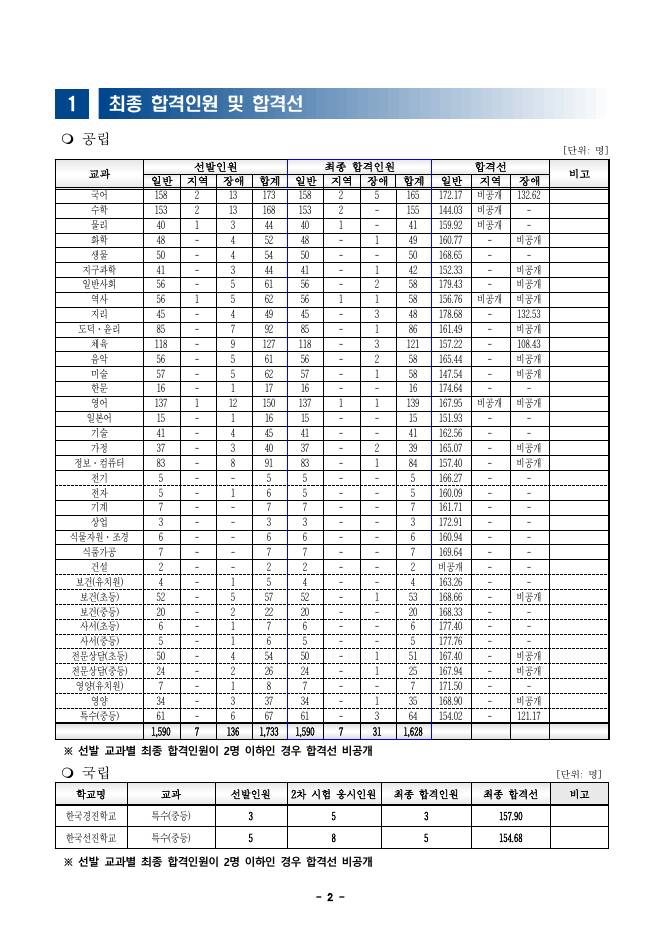 1 최종 합격인원 및 합격선
❍ 공립
[단위: 명]
교과 선발인원 최종 합격인원 합격선 비고
일반 지역 장애 합계 일반 지역 장애 합계 일반 지역 장애
국어 158 2 13 173 158 2 5 165 172.17 비공개 132.62
수학 153 2 13 168 153 2 - 155 144.03 비공개 -
물리 40 1 3 44 40 1 - 41 159.92 비공개 -
화학 48 - 4 52 48 - 1 49 160.77 - 비공개
생물 50 - 4 54 50 - - 50 168.65 - -
지구과학 41 - 3 44 41 - 1 42 152.33 - 비공개
일반사회 56 - 5 61 56 - 2 58 179.43 - 비공개
역사 56 1 5 62 56 1 1 58 156.76 비공개 비공개
지리 45 - 4 49 45 - 3 48 178.68 - 132.53
도덕·윤리 85 - 7 92 85 - 1 86 161.49 - 비공개
체육 118 - 9 127 118 - 3 121 157.22 - 108.43
음악 56 - 5 61 56 - 2 58 165.44 - 비공개
미술 57 - 5 62 57 - 1 58 147.54 - 비공개
한문 16 - 1 17 16 - - 16 174.64 - -
영어 137 1 12 150 137 1 1 139 167.95 비공개 비공개
일본어 15 - 1 16 15 - - 15 151.93 - -
기술 41 - 4 45 41 - - 41 162.56 - -
가정 37 - 3 40 37 - 2 39 165.07 - 비공개
정보·컴퓨터 83 - 8 91 83 - 1 84 157.40 - 비공개
전기 5 - - 5 5 - - 5 166.27 - -
전자 5 - 1 6 5 - - 5 160.09 - -
기계 7 - - 7 7 - - 7 161.71 - -
상업 3 - - 3 3 - - 3 172.91 - -
식물자원·조경 6 - - 6 6 - - 6 160.94 - -
식품가공 7 - - 7 7 - - 7 169.64 - -
건설 2 - - 2 2 - - 2 비공개 - -
보건(유치원) 4 - 1 5 4 - - 4 163.26 - -
보건(초등) 52 - 5 57 52 - 1 53 168.66 - 비공개
보건(중등) 20 - 2 22 20 - - 20 168.33 - -
사서(초등) 6 - 1 7 6 - - 6 177.40 - -
사서(중등) 5 - 1 6 5 - - 5 177.76 - -
전문상담(초등) 50 - 4 54 50 - 1 51 167.40 - 비공개
전문상담(중등) 24 - 2 26 24 - 1 25 167.94 - 비공개
영양(유치원) 7 - 1 8 7 - - 7 171.50 - -
영양 34 - 3 37 34 - 1 35 168.90 - 비공개
특수(중등) 61 - 6 67 61 - 3 64 154.02 - 121.17
1,590 7 136 1,733 1,590 7 31 1,628
※ 선발 교과별 최종 합격인원이 2명 이하인 경우 합격선 비공개
❍ 국립
[단위: 명]
학교명 교과 선발인원 2차 시험 응시인원 최종 합격인원 최종 합격선 비고
한국경진학교 특수(중등) 3 5 3 157.90
한국선진학교 특수(중등) 5 8 5 154.68
※ 선발 교과별 최종 합격인원이 2명 이하인 경우 합격선 비공개
- 2 -